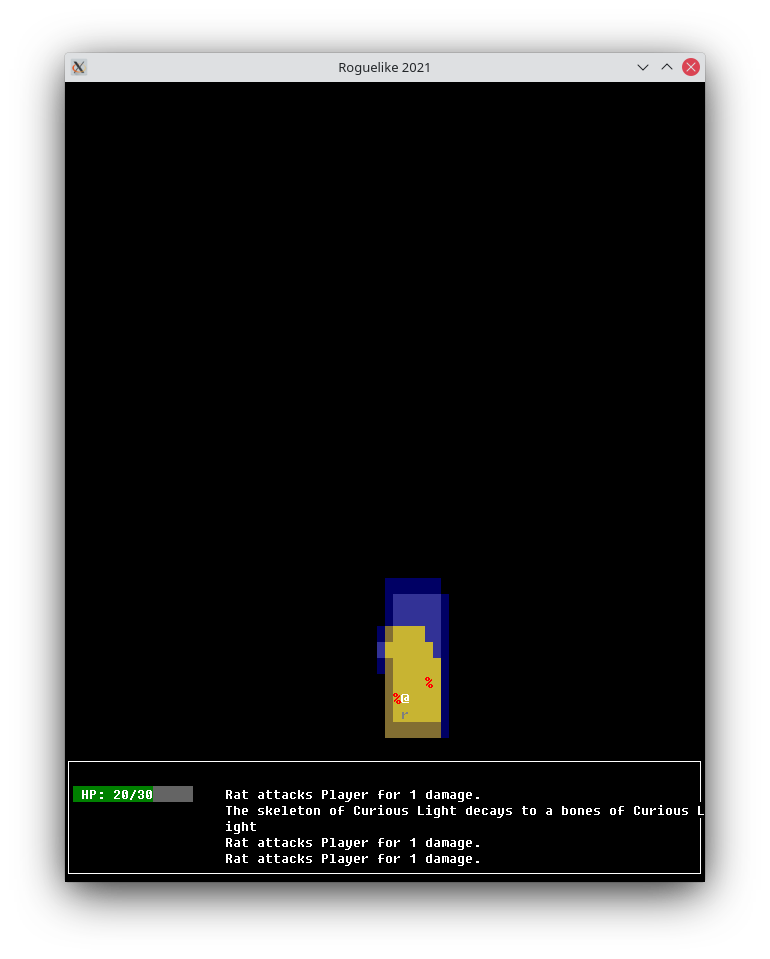 Roguelike 2021
%
%@
r
HP: 20/30
Rat attacks Player for 1 damage.
The skeleton of Curious Light decays to a bones of Curious L
ight
Rat attacks Player for 1 damage.
Rat attacks Player for 1 damage.